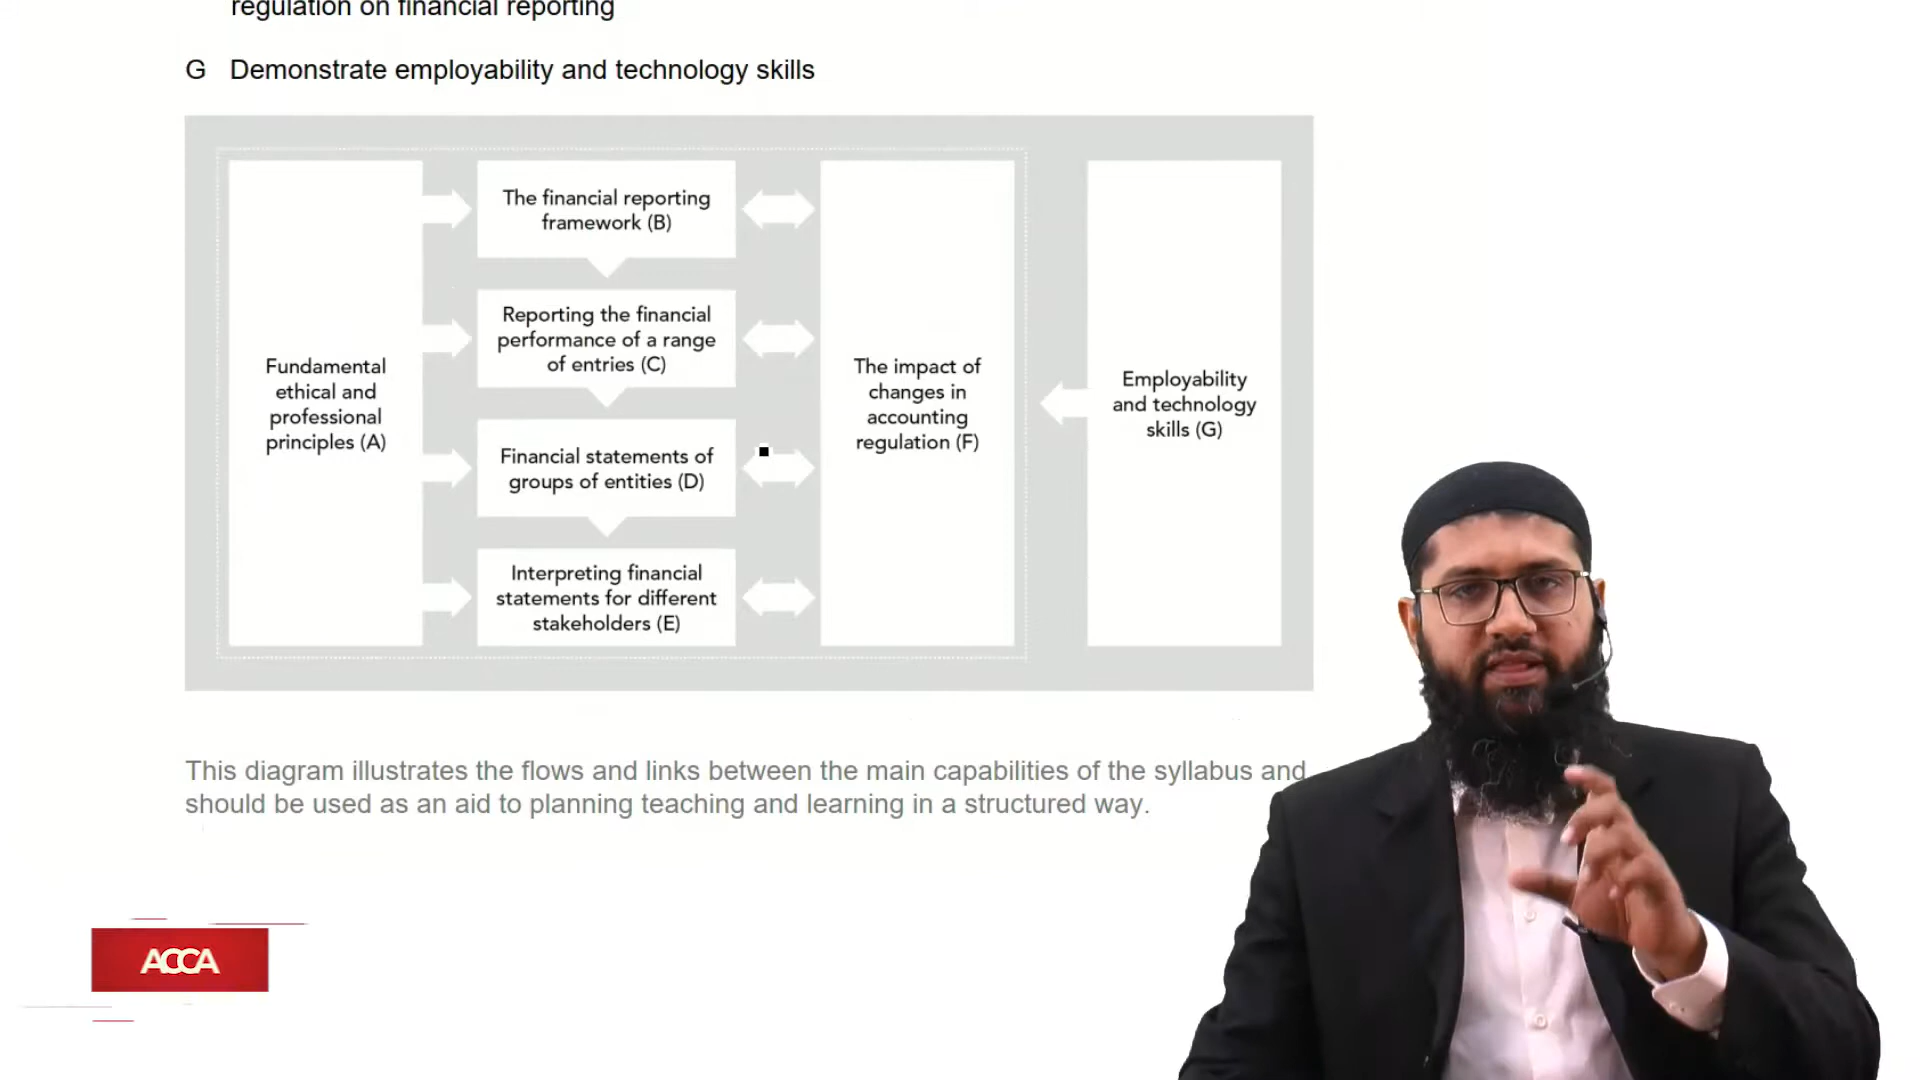 regulation on financial reporting
G Demonstrate employability and technology skills
Fundamental
ethical and
professional
principles (A)
The financial reporting
framework (B)
Reporting the financial
performance of a range
of entries (C)
Financial statements of
groups of entities (D)
Interpreting financial
statements for different
stakeholders (E)
The impact of
changes in
accounting
regulation (F)
Employability
and technology
skills (G)
This diagram illustrates the flows and links between the main capabilities of the syllabus and
should be used as an aid to planning teaching and learning in a structured way.
ACCA